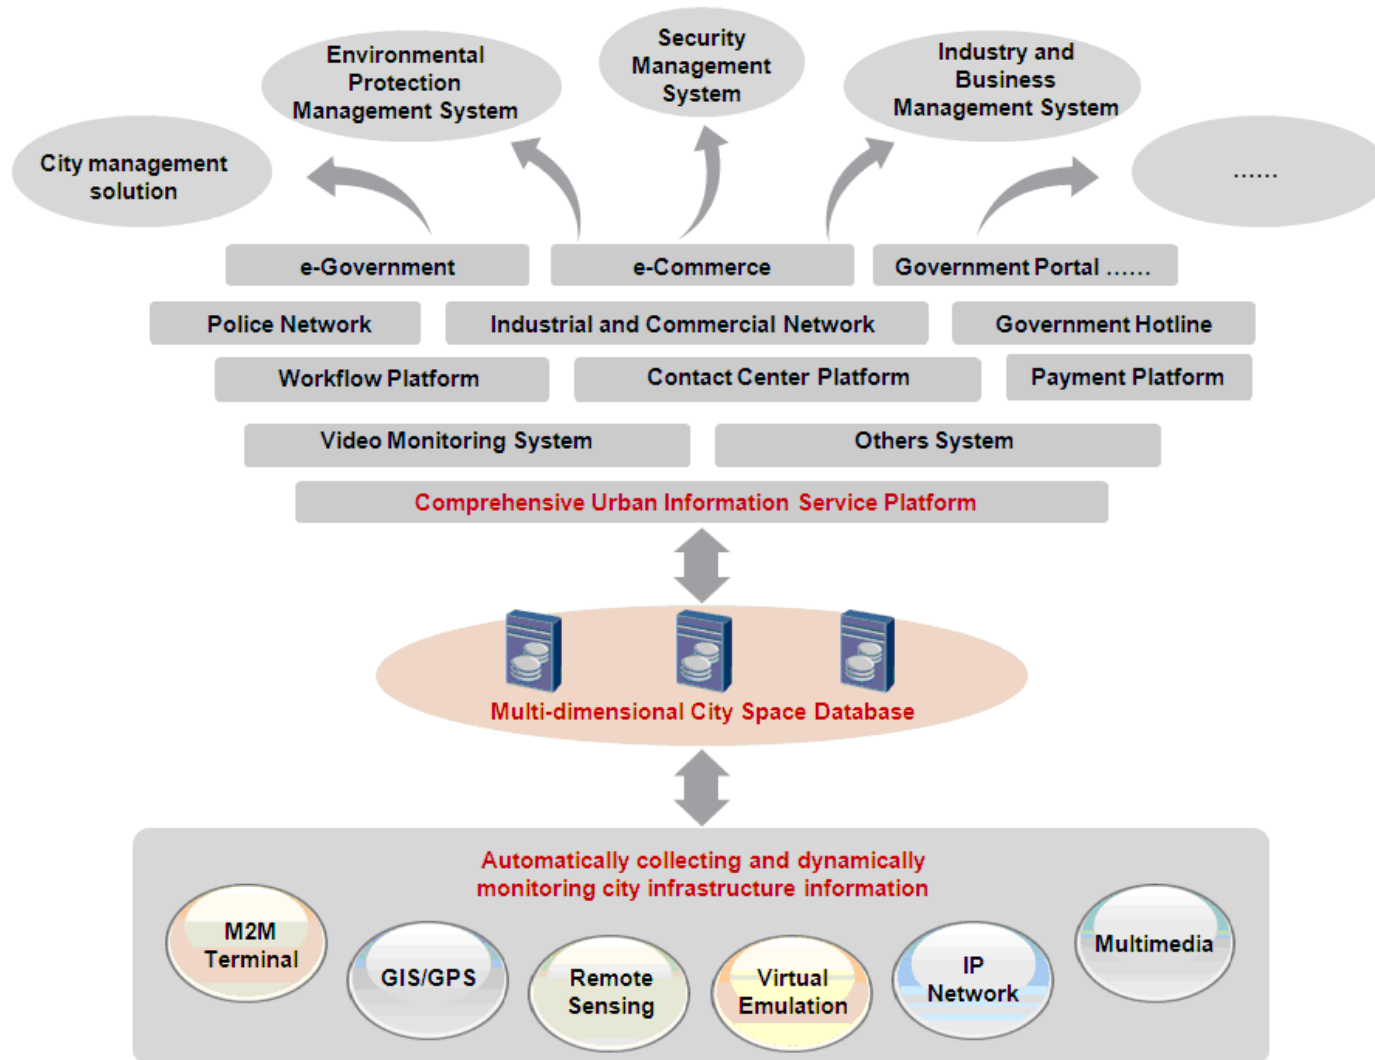 Security
Management
System
Environmental
Protection
Management System
Industry and
Business
Management System
City management
solution
......
e-Government
e-Commerce
Government Portal ......
Police Network
Industrial and Commercial Network
Government Hotline
Workflow Platform
Contact Center Platform
Payment Platform
Video Monitoring System
Others System
Comprehensive Urban Information Service Platform
Multi-dimensional City Space Database
Automatically collecting and dynamically
monitoring city infrastructure information
M2M
Terminal
GIS/GPS
Remote
Sensing
Virtual
Emulation
IP
Network
Multimedia